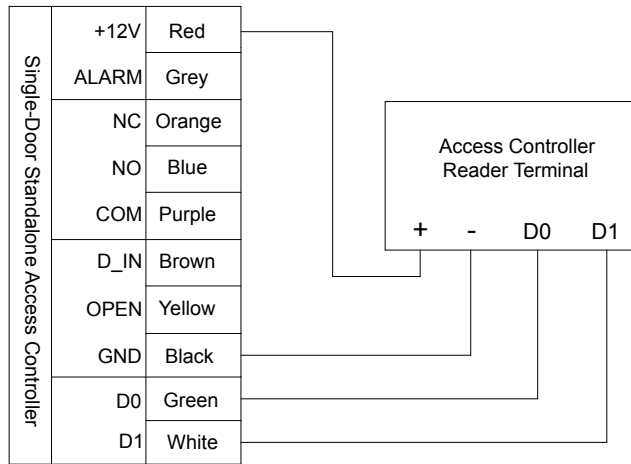 Single-Door Standalone Access Controller
+12V Red
ALARM Grey
NC Orange
NO Blue
COM Purple
D_IN Brown
OPEN Yellow
GND Black
D0 Green
D1 White
Access Controller
Reader Terminal
+ - D0 D1